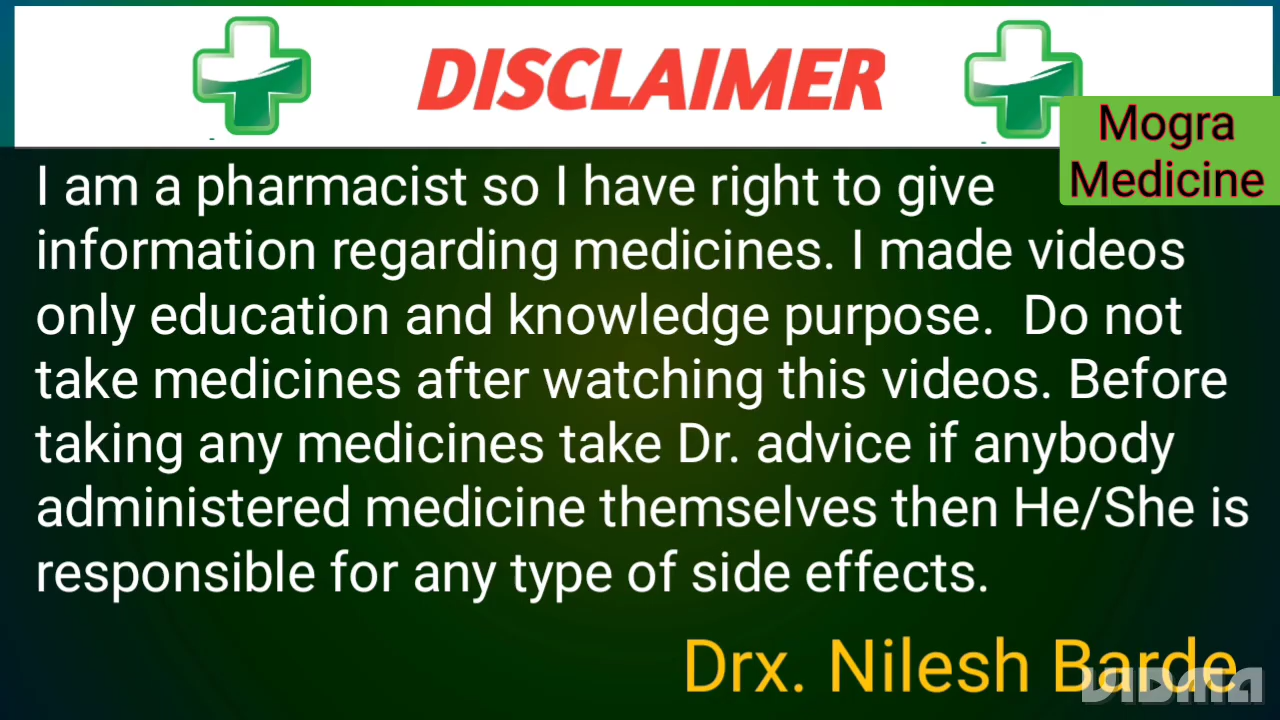 DISCLAIMER
Mogra
Medicine
I am a pharmacist so I have right to give
information regarding medicines. I made videos
only education and knowledge purpose. Do not
take medicines after watching this videos. Before
taking any medicines take Dr. advice if anybody
administered medicine themselves then He/She is
responsible for any type of side effects.
Drx. Nilesh Barde
VIDMA